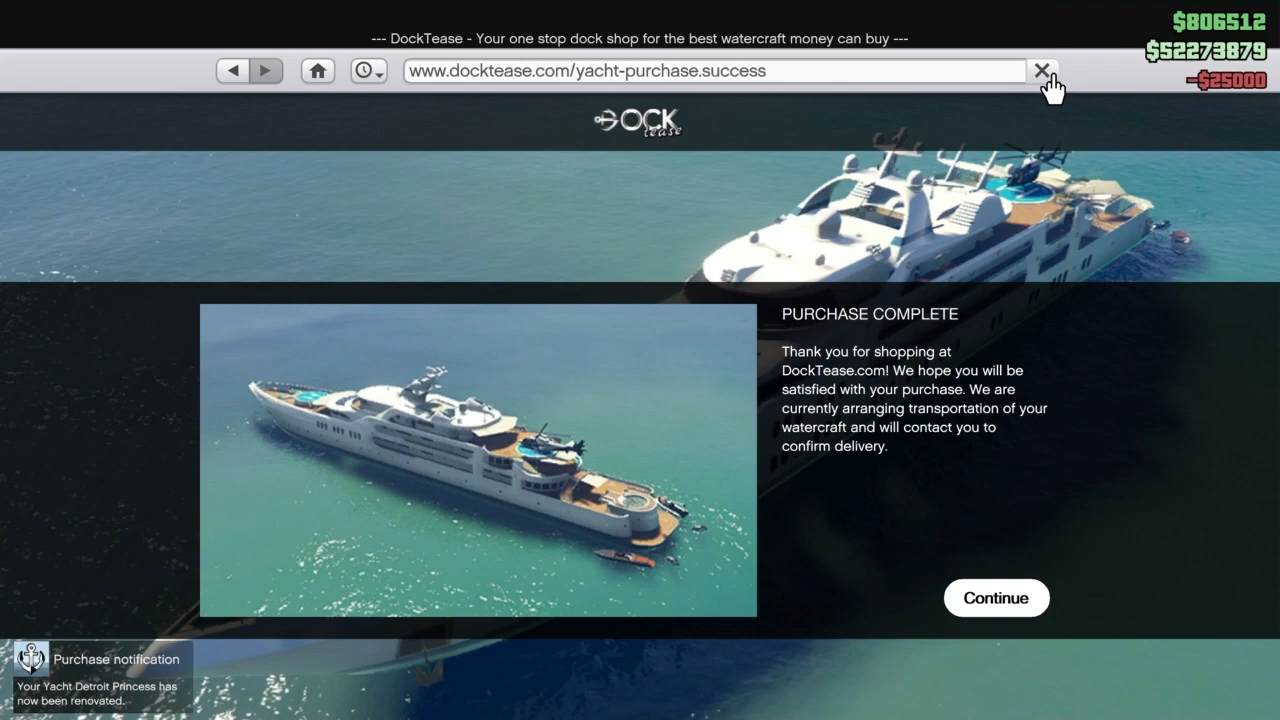 --- DockTease - Your one stop dock shop for the best watercraft money can buy ---
$806512
$52273879
-$25000
www.docktease.com/yacht-purchase.success
DOCK
tease
PURCHASE COMPLETE
Thank you for shopping at
DockTease.com! We hope you will be
satisfied with your purchase. We are
currently arranging transportation of your
watercraft and will contact you to
confirm delivery.
Continue
Purchase notification
Your Yacht Detroit Princess has
now been renovated.